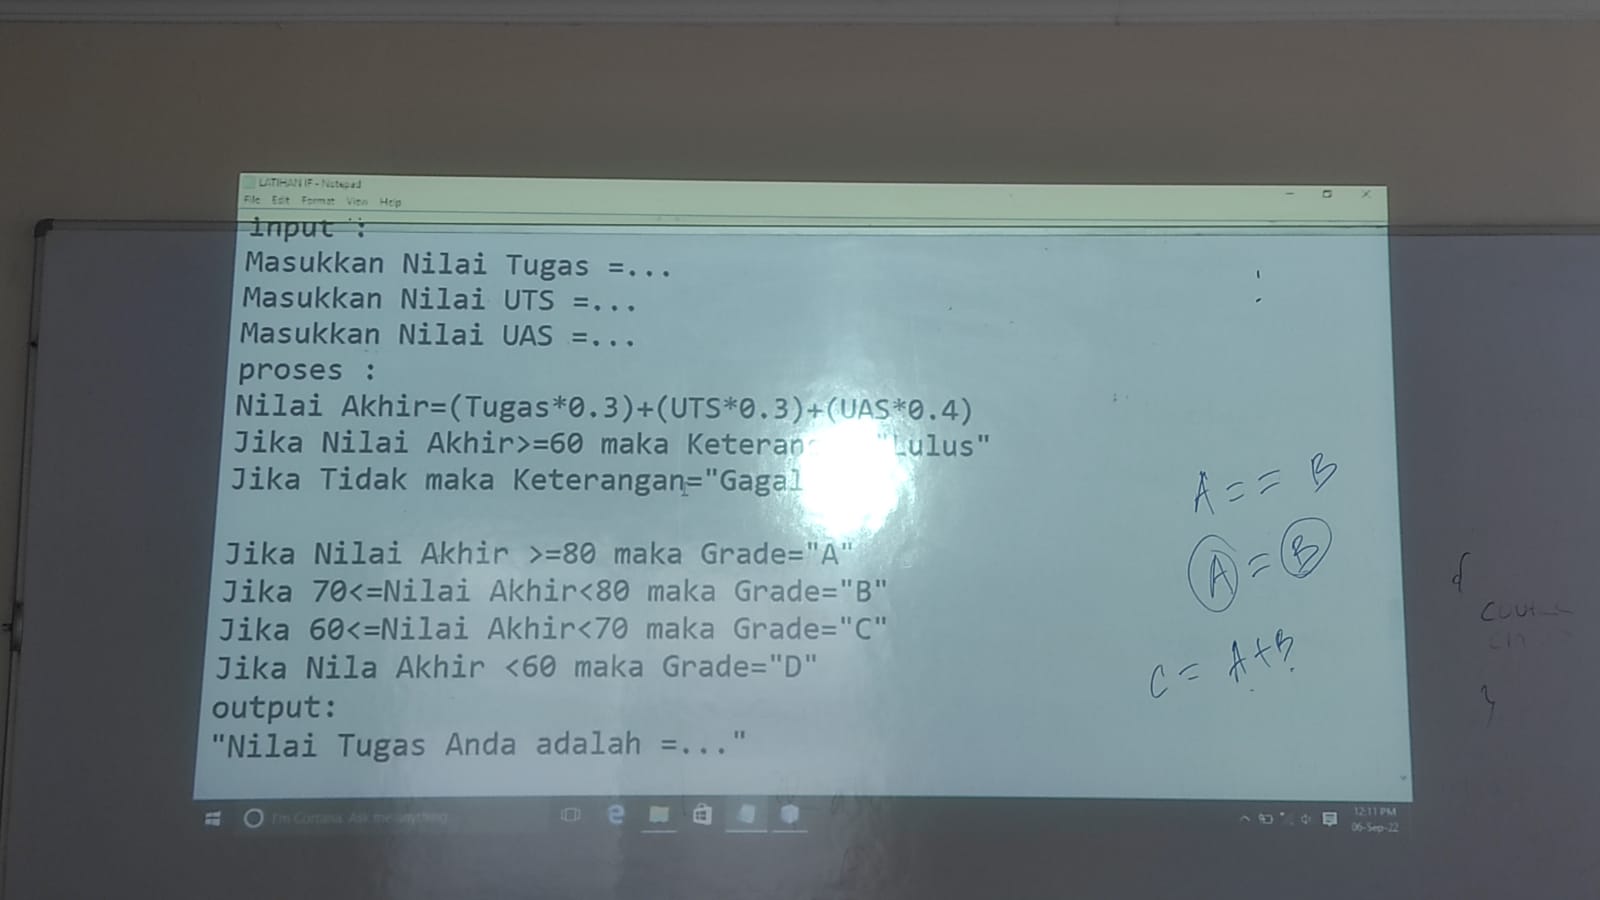 LATIHAN IF - Notepad
File Edit Format View Help
input :
Masukkan Nilai Tugas =...
Masukkan Nilai UTS =...
Masukkan Nilai UAS =...
proses :
Nilai Akhir=(Tugas*0.3)+(UTS*0.3)+(UAS*0.4)
Jika Nilai Akhir>=60 maka "Lulus"
Jika Tidak maka Keterangan="Gagal
Jika Nilai Akhir >=80 maka Grade="A"
Jika 70<=Nilai Akhir<80 maka Grade="B"
Jika 60<=Nilai Akhir<70 maka Grade="C"
Jika Nila Akhir <60 maka Grade="D"
output:
"Nilai Tugas Anda adalah =..."
A == B
A = B
C = A+B
I'm Cortana. Ask me anything.
12:11 PM
06-Sep-22